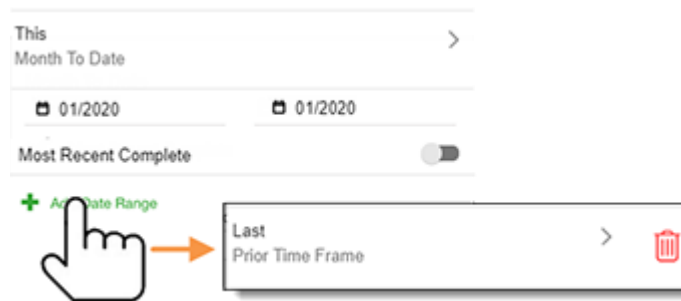 This
Month To Date
01/2020 01/2020
Most Recent Complete
Date Range
Last
Prior Time Frame